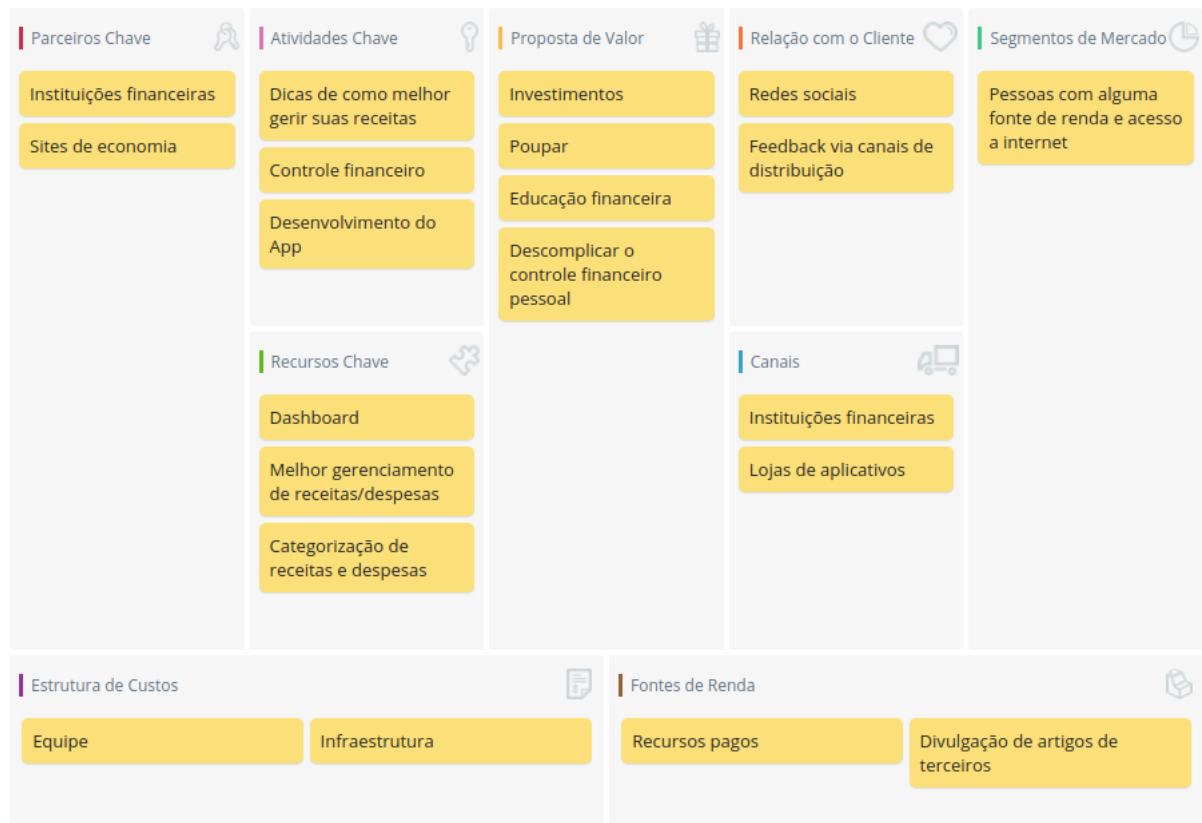 Parceiros Chave
Instituições financeiras
Sites de economia
Atividades Chave
Dicas de como melhor
gerir suas receitas
Controle financeiro
Desenvolvimento do
App
Recursos Chave
Dashboard
Melhor gerenciamento
de receitas/despesas
Categorização de
receitas e despesas
Proposta de Valor
Investimentos
Poupar
Educação financeira
Descomplicar o
controle financeiro
pessoal
Relação com o Cliente
Redes sociais
Feedback via canais de
distribuição
Canais
Instituições financeiras
Lojas de aplicativos
Segmentos de Mercado
Pessoas com alguma
fonte de renda e acesso
a internet
Estrutura de Custos
Equipe
Infraestrutura
Fontes de Renda
Recursos pagos
Divulgação de artigos de
terceiros